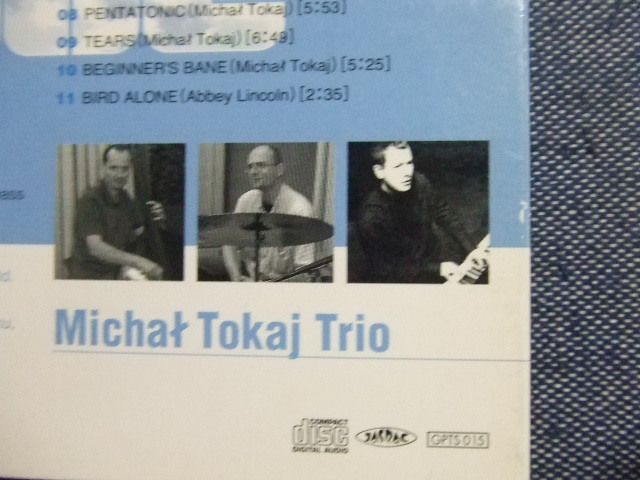 08 PENTATONIC (Michał Tokaj) [5:53]
09 TEARS (Michał Tokaj) [6:49]
10 BEGINNER'S BANE (Michał Tokaj) [5:25]
11 BIRD ALONE (Abbey Lincoln) [2:35]
Michał Tokaj Trio
COMPACT
disc
DIGITAL AUDIO
JASRAC
GPTS 015